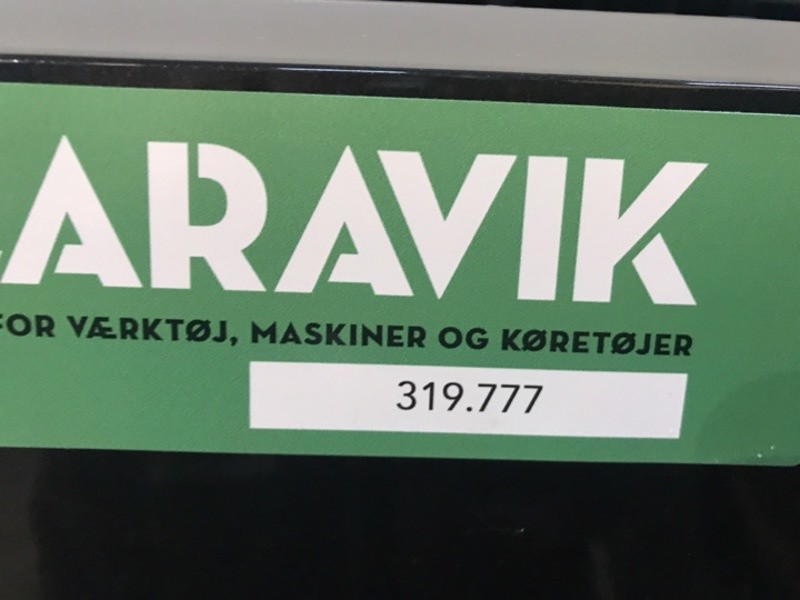 ARAVIK
FOR VÆRKTØJ, MASKINER OG KØRETØJER
319.777